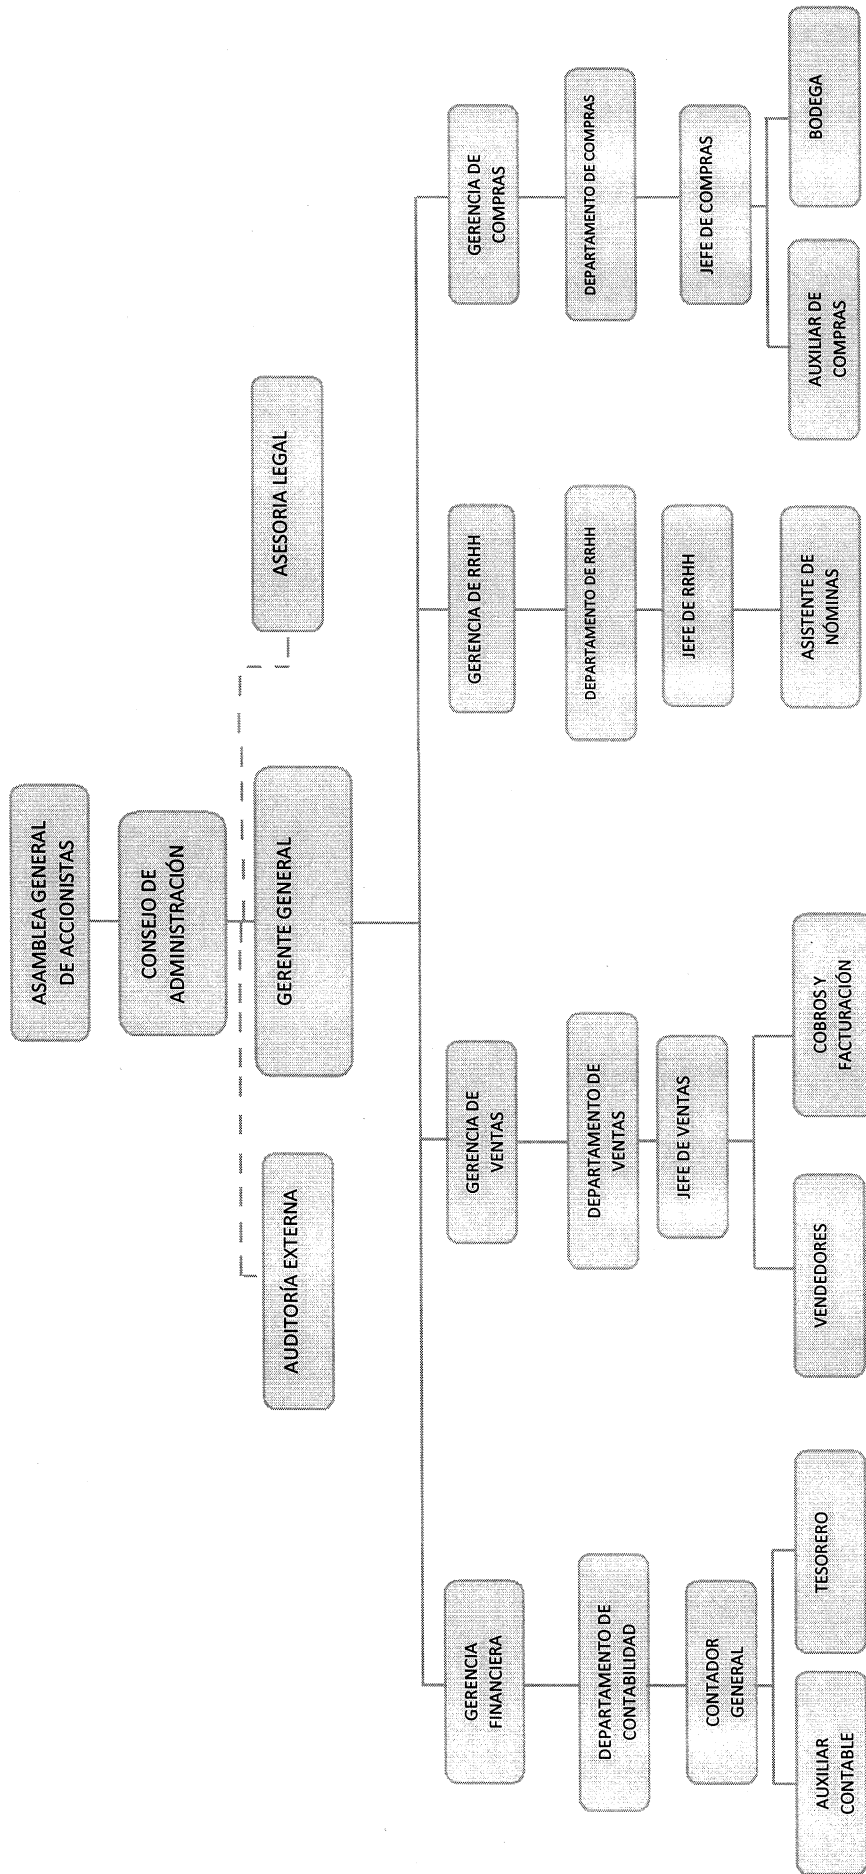 ASAMBLEA GENERAL
DE ACCIONISTAS
CONSEJO DE
ADMINISTRACIÓN
AUDITORÍA EXTERNA
GERENTE GENERAL
ASESORIA LEGAL
GERENCIA
FINANCIERA
GERENCIA DE
VENTAS
GERENCIA DE RRHH
GERENCIA DE
COMPRAS
DEPARTAMENTO DE
CONTABILIDAD
DEPARTAMENTO DE
VENTAS
DEPARTAMENTO DE RRHH
DEPARTAMENTO DE COMPRAS
CONTADOR
GENERAL
JEFE DE VENTAS
JEFE DE RRHH
JEFE DE COMPRAS
AUXILIAR
CONTABLE
TESORERO
VENDEDORES
COBROS Y
FACTURACIÓN
ASISTENTE DE
NÓMINAS
AUXILIAR DE
COMPRAS
BODEGA